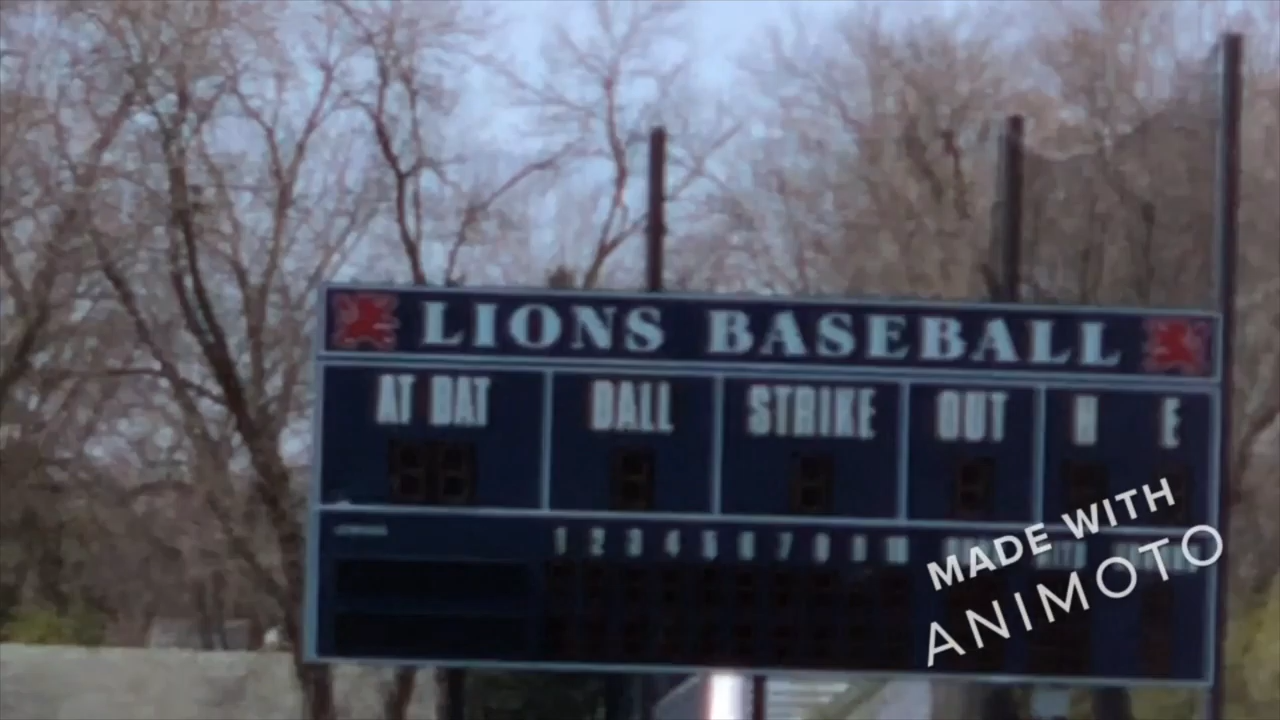 LIONS BASEBALL
AT BAT BALL STRIKE OUT H E
1 2 3 4 5 6 7 8 9 10
MADE WITH
ANIMOTO